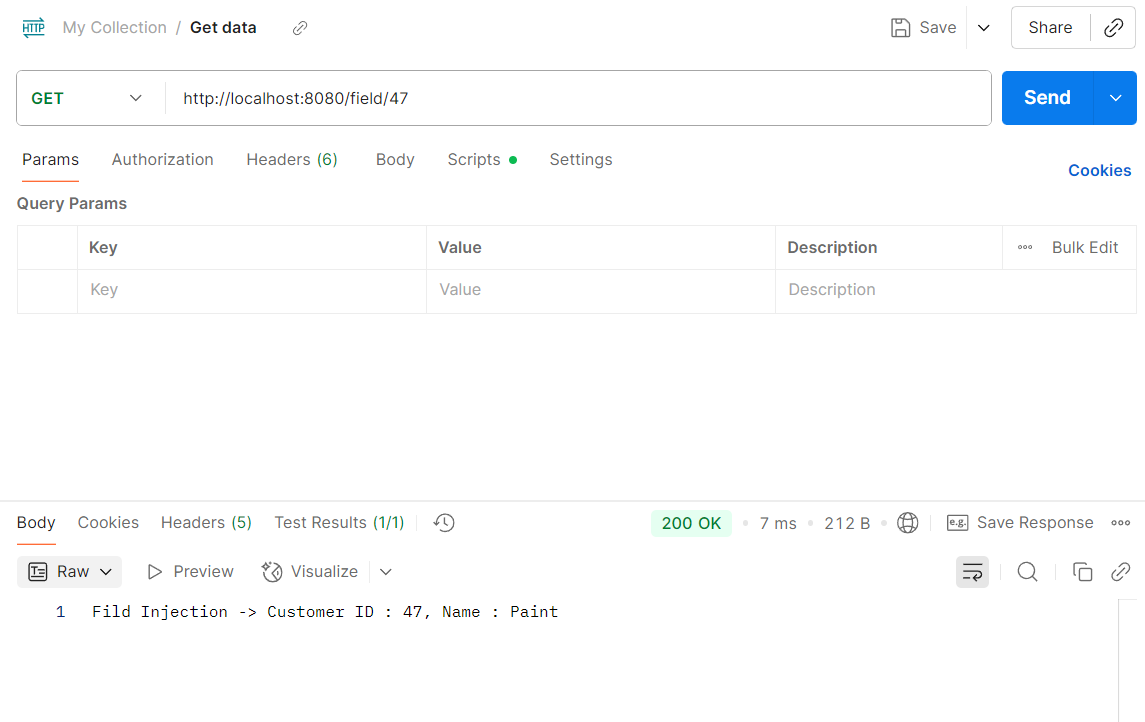 HTTP My Collection / Get data Save Share
GET http://localhost:8080/field/47 Send
Params Authorization Headers (6) Body Scripts Settings
Cookies
Query Params
Key Value Description Bulk Edit
Key Value Description
Body Cookies Headers (5) Test Results (1/1) 200 OK 7 ms 212 B e.g. Save Response
Raw Preview Visualize
1 Fild Injection -> Customer ID : 47, Name : Paint